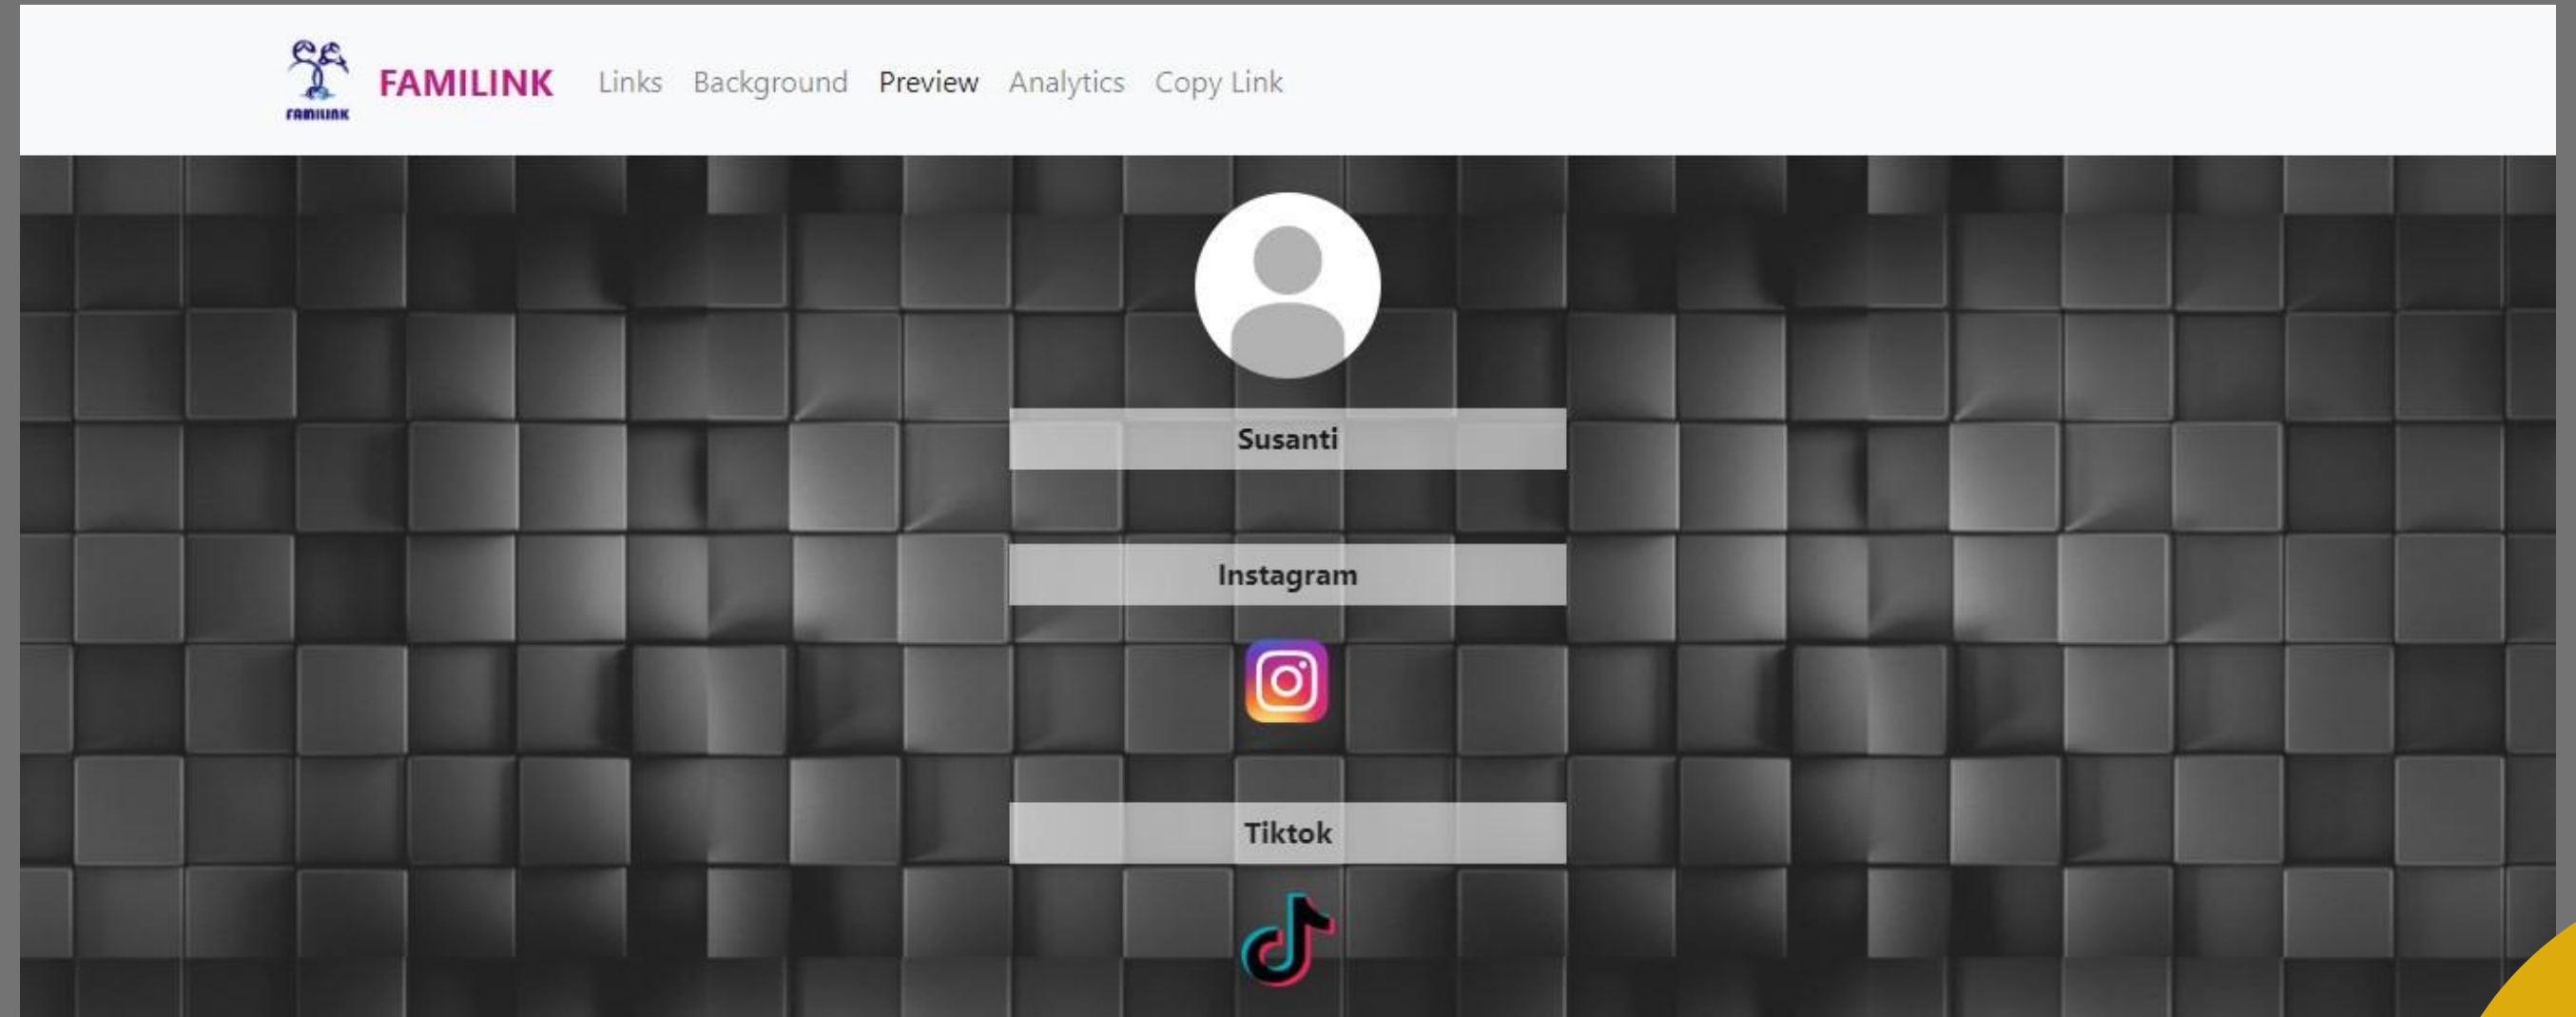 FAMILINK
FAMILINK Links Background Preview Analytics Copy Link
Susanti
Instagram
Tiktok